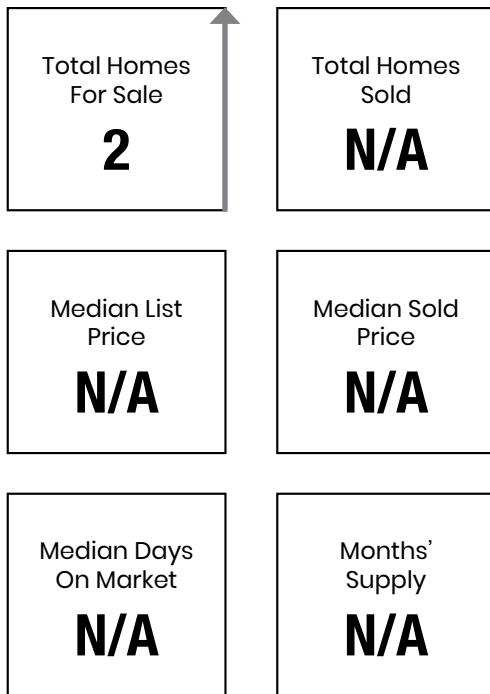 Total Homes
For Sale
2
Total Homes
Sold
N/A
Median List
Price
N/A
Median Sold
Price
N/A
Median Days
On Market
N/A
Months’
Supply
N/A